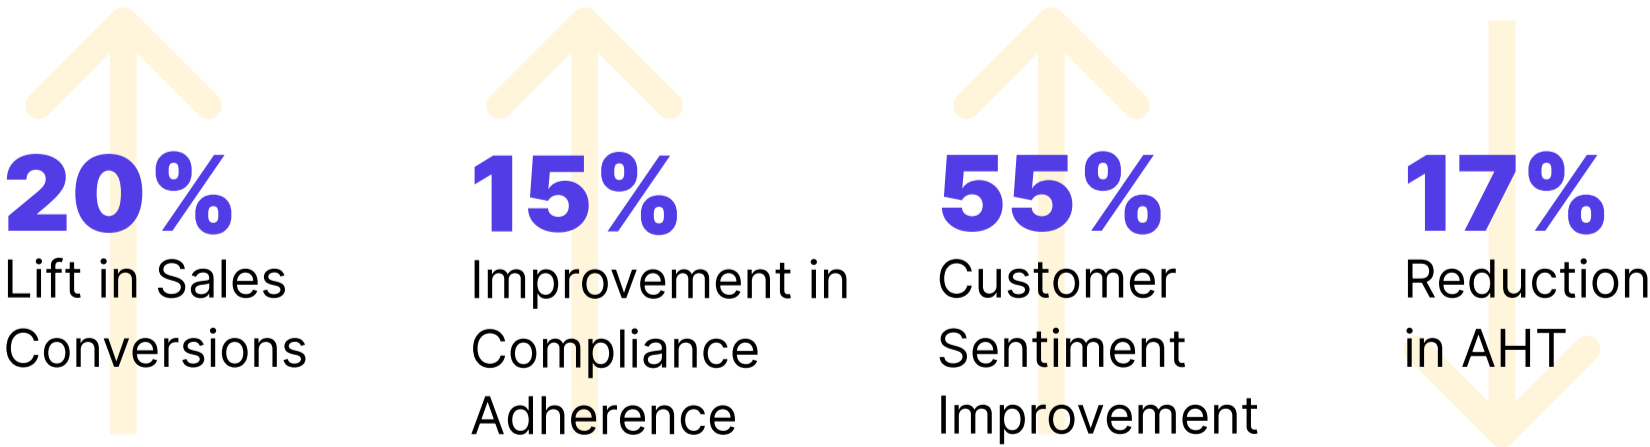 20%
Lift in Sales
Conversions
15%
Improvement in
Compliance
Adherence
55%
Customer
Sentiment
Improvement
17%
Reduction
in AHT